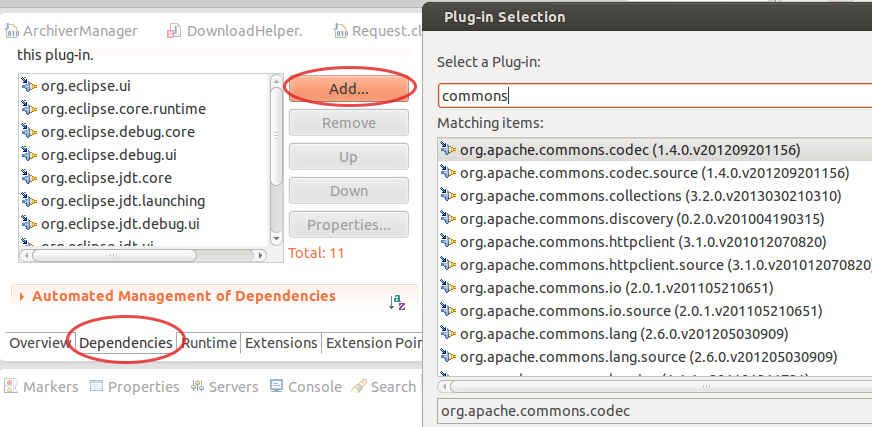 ArchiverManager
DownloadHelper.
Request.cl
this plug-in.
org.eclipse.ui
org.eclipse.core.runtime
org.eclipse.debug.core
org.eclipse.debug.ui
org.eclipse.jdt.core
org.eclipse.jdt.launching
org.eclipse.jdt.debug.ui
org.eclipse.jdt.ui
Add...
Remove
Up
Down
Properties...
Total: 11
Automated Management of Dependencies
Overview
Dependencies
Runtime
Extensions
Extension Poin
Markers
Properties
Servers
Console
Search
Plug-in Selection
Select a Plug-in:
commons
Matching items:
org.apache.commons.codec (1.4.0.v201209201156)
org.apache.commons.codec.source (1.4.0.v201209201156)
org.apache.commons.collections (3.2.0.v2013030210310)
org.apache.commons.discovery (0.2.0.v201004190315)
org.apache.commons.httpclient (3.1.0.v201012070820)
org.apache.commons.httpclient.source (3.1.0.v201012070820)
org.apache.commons.io (2.0.1.v201105210651)
org.apache.commons.io.source (2.0.1.v201105210651)
org.apache.commons.lang (2.6.0.v201205030909)
org.apache.commons.lang.source (2.6.0.v201205030909)
org.apache.commons.codec